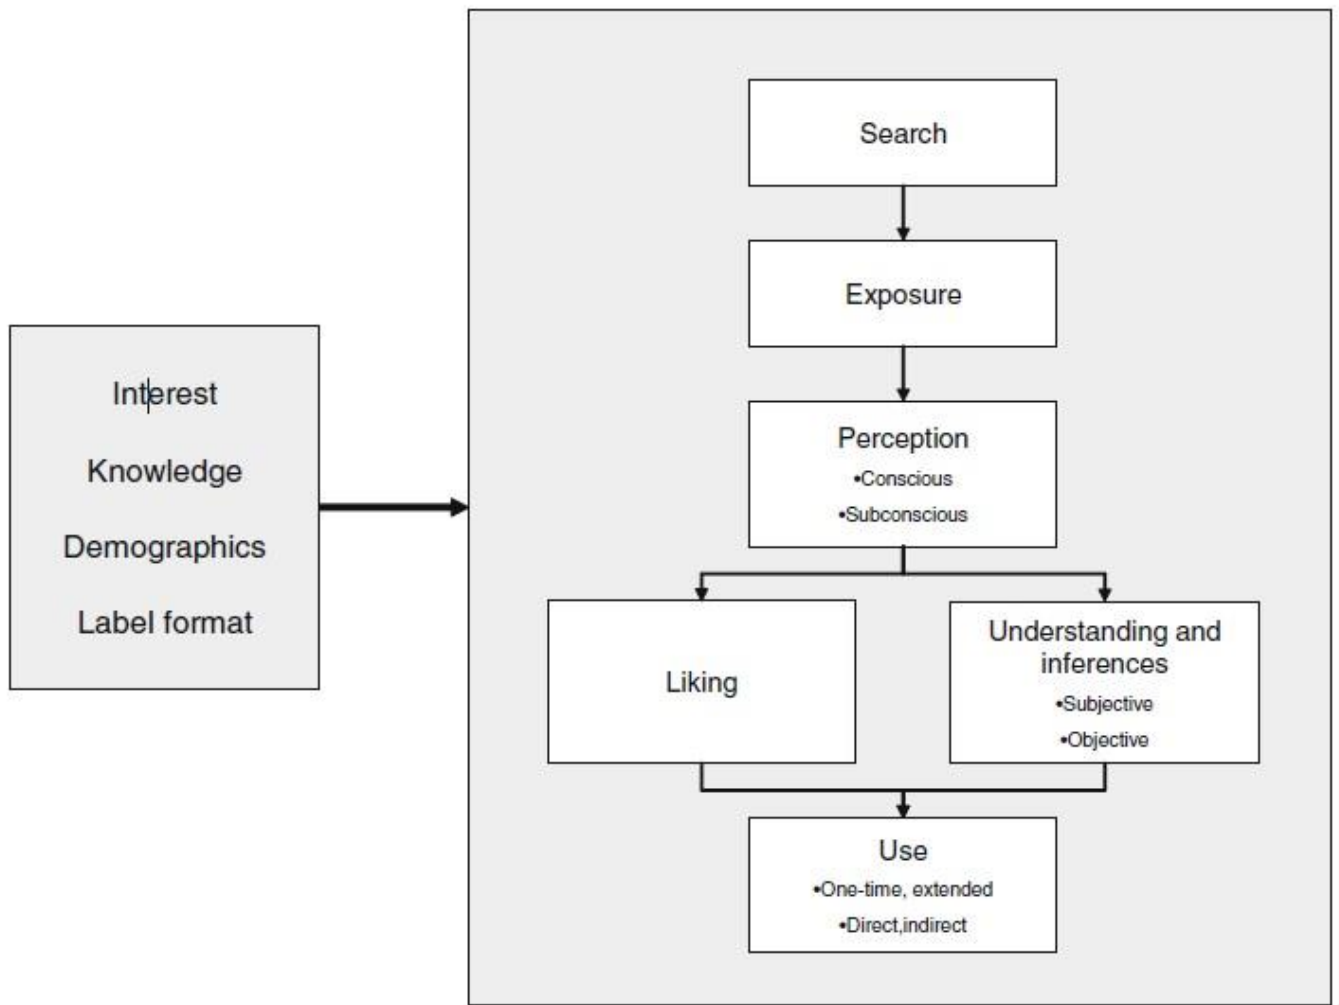 Interest
Knowledge
Demographics
Label format
Search
Exposure
Perception
•Conscious
•Subconscious
Liking
Understanding and
inferences
•Subjective
•Objective
Use
•One-time, extended
•Direct,indirect